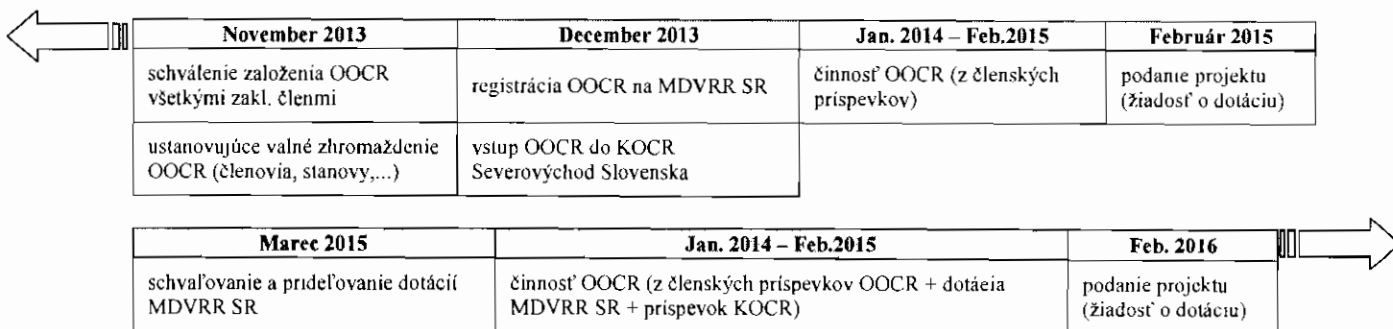 November 2013 December 2013 Jan. 2014 – Feb.2015 Február 2015
schválenie založenia OOCR
všetkými zakl. členmi
registrácia OOCR na MDVRR SR
činnosť OOCR (z členských
príspevkov)
podanie projektu
(žiadosť o dotáciu)
ustanovujúce valné zhromaždenie
OOCR (členovia, stanovy,...)
vstup OOCR do KOCR
Severovýchod Slovenska
Marec 2015 Jan. 2014 – Feb.2015 Feb. 2016
schvaľovanie a prideľovanie dotácií
MDVRR SR
činnosť OOCR (z členských príspevkov OOCR + dotácia
MDVRR SR + príspevok KOCR)
podanie projektu
(žiadosť o dotáciu)